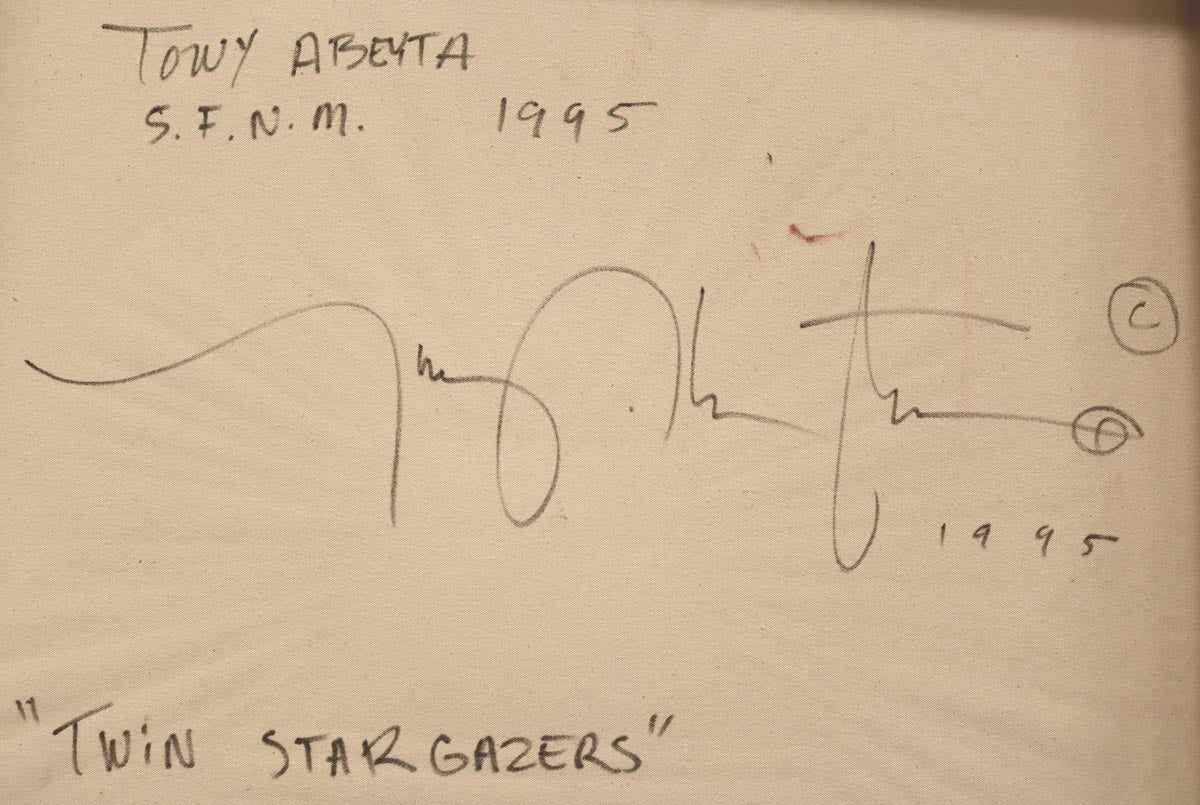 TONY ABEYTA
S.F.N.M. 1995
©
1995
"TWiN STARGAZERS"